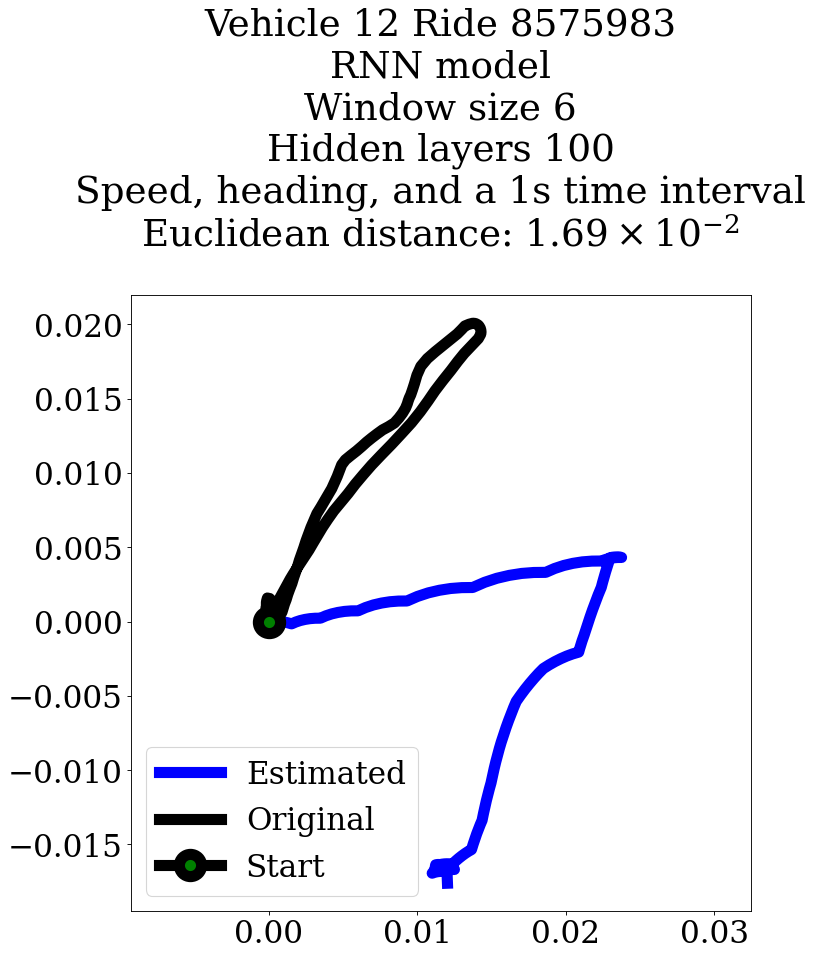 Vehicle 12 Ride 8575983
RNN model
Window size 6
Hidden layers 100
Speed, heading, and a 1s time interval
Euclidean distance: 1.69 × 10⁻²
0.020
0.015
0.010
0.005
0.000
−0.005
−0.010
−0.015
Estimated
Original
Start
0.00
0.01
0.02
0.03